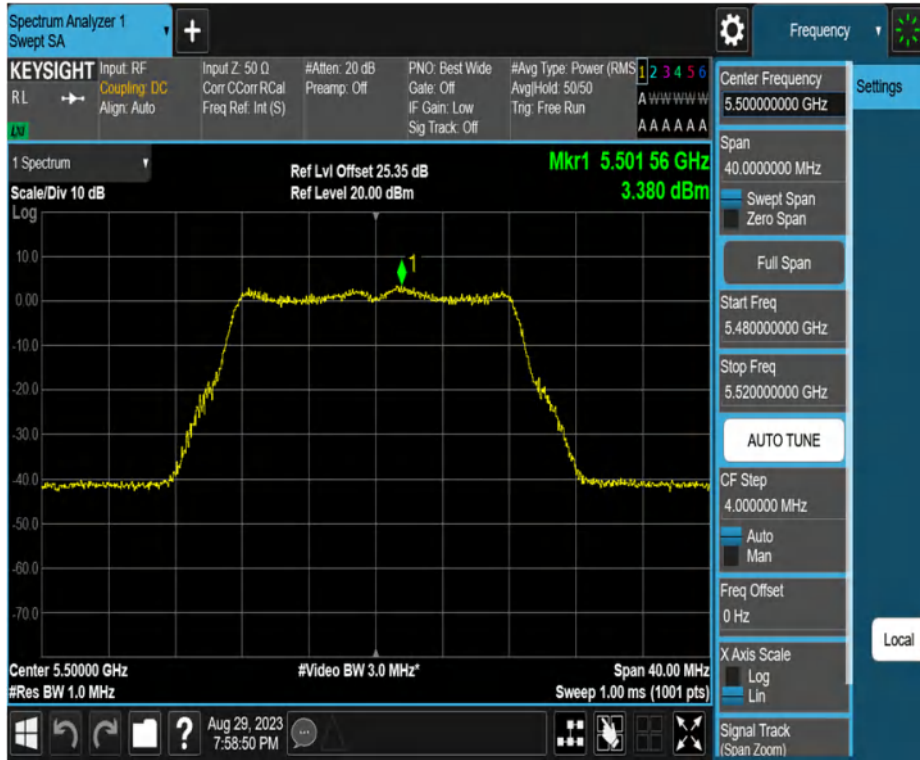 Spectrum Analyzer 1
Swept SA
Frequency
KEYSIGHT
RL
LXI
Input: RF
Coupling: DC
Align: Auto
Input Z: 50 Ω
Corr CCorr RCal
Freq Ref: Int (S)
#Atten: 20 dB
Preamp: Off
PNO: Best Wide
Gate: Off
IF Gain: Low
Sig Track: Off
#Avg Type: Power (RMS
Avg|Hold: 50/50
Trig: Free Run
1 2 3 4 5 6
A W W W W W
A A A A A A
1 Spectrum
Scale/Div 10 dB
Log
Ref Lvl Offset 25.35 dB
Ref Level 20.00 dBm
Mkr1 5.501 56 GHz
3.380 dBm
10.0
0.00
-10.0
-20.0
-30.0
-40.0
-50.0
-60.0
-70.0
1
Center 5.50000 GHz
#Res BW 1.0 MHz
#Video BW 3.0 MHz*
Span 40.00 MHz
Sweep 1.00 ms (1001 pts)
?
Aug 29, 2023
7:58:50 PM
Center Frequency
5.500000000 GHz
Span
40.0000000 MHz
Swept Span
Zero Span
Full Span
Start Freq
5.480000000 GHz
Stop Freq
5.520000000 GHz
AUTO TUNE
CF Step
4.000000 MHz
Auto
Man
Freq Offset
0 Hz
X Axis Scale
Log
Lin
Signal Track
(Span Zoom)
Settings
Local